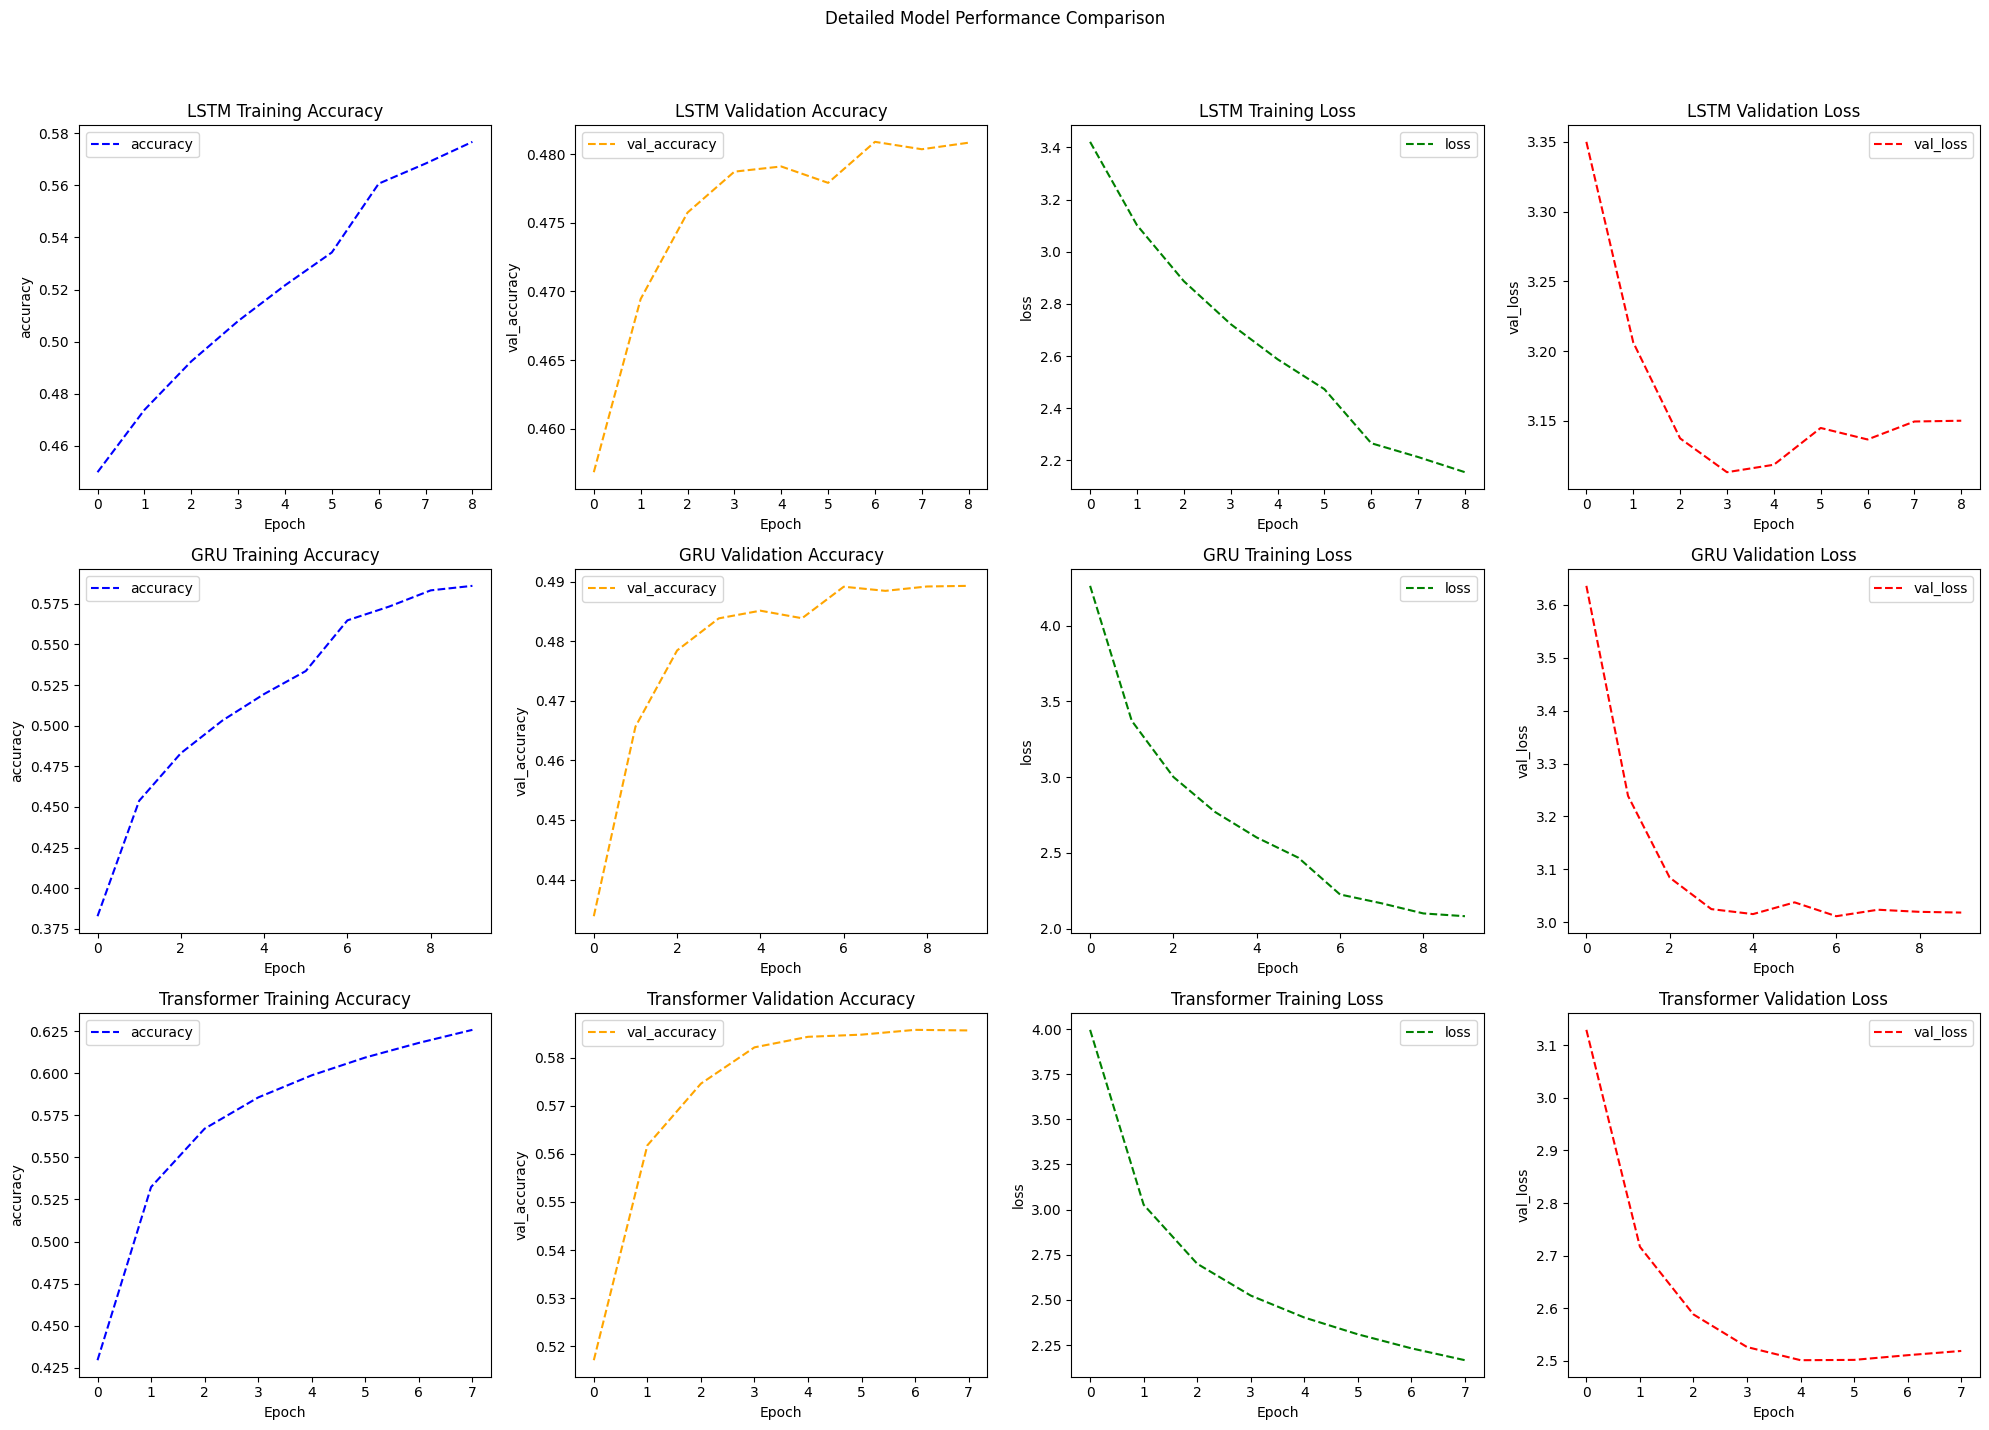 Detailed Model Performance Comparison
LSTM Training Accuracy
accuracy
0.58
0.56
0.54
0.52
0.50
0.48
0.46
accuracy
0 1 2 3 4 5 6 7 8
Epoch
LSTM Validation Accuracy
val_accuracy
0.480
0.475
0.470
0.465
0.460
val_accuracy
0 1 2 3 4 5 6 7 8
Epoch
LSTM Training Loss
loss
3.4
3.2
3.0
2.8
2.6
2.4
2.2
loss
0 1 2 3 4 5 6 7 8
Epoch
LSTM Validation Loss
val_loss
3.35
3.30
3.25
3.20
3.15
val_loss
0 1 2 3 4 5 6 7 8
Epoch
GRU Training Accuracy
accuracy
0.575
0.550
0.525
0.500
0.475
0.450
0.425
0.400
0.375
accuracy
0 2 4 6 8
Epoch
GRU Validation Accuracy
val_accuracy
0.49
0.48
0.47
0.46
0.45
0.44
val_accuracy
0 2 4 6 8
Epoch
GRU Training Loss
loss
4.0
3.5
3.0
2.5
2.0
loss
0 2 4 6 8
Epoch
GRU Validation Loss
val_loss
3.6
3.5
3.4
3.3
3.2
3.1
3.0
val_loss
0 2 4 6 8
Epoch
Transformer Training Accuracy
accuracy
0.625
0.600
0.575
0.550
0.525
0.500
0.475
0.450
0.425
accuracy
0 1 2 3 4 5 6 7
Epoch
Transformer Validation Accuracy
val_accuracy
0.58
0.57
0.56
0.55
0.54
0.53
0.52
val_accuracy
0 1 2 3 4 5 6 7
Epoch
Transformer Training Loss
loss
4.00
3.75
3.50
3.25
3.00
2.75
2.50
2.25
loss
0 1 2 3 4 5 6 7
Epoch
Transformer Validation Loss
val_loss
3.1
3.0
2.9
2.8
2.7
2.6
2.5
val_loss
0 1 2 3 4 5 6 7
Epoch